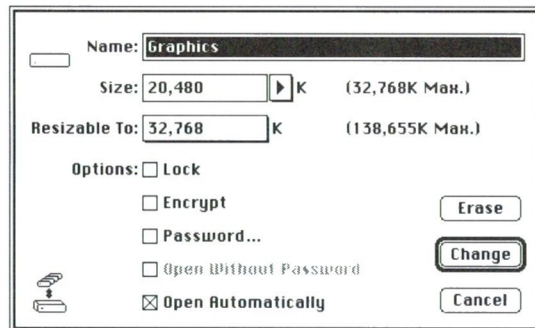 Name: Graphics
Size: 20,480 K (32,768K Max.)
Resizable To: 32,768 K (138,655K Max.)
Options: Lock
Encrypt
Erase
Password...
Change
Open Without Password
Open Automatically
Cancel